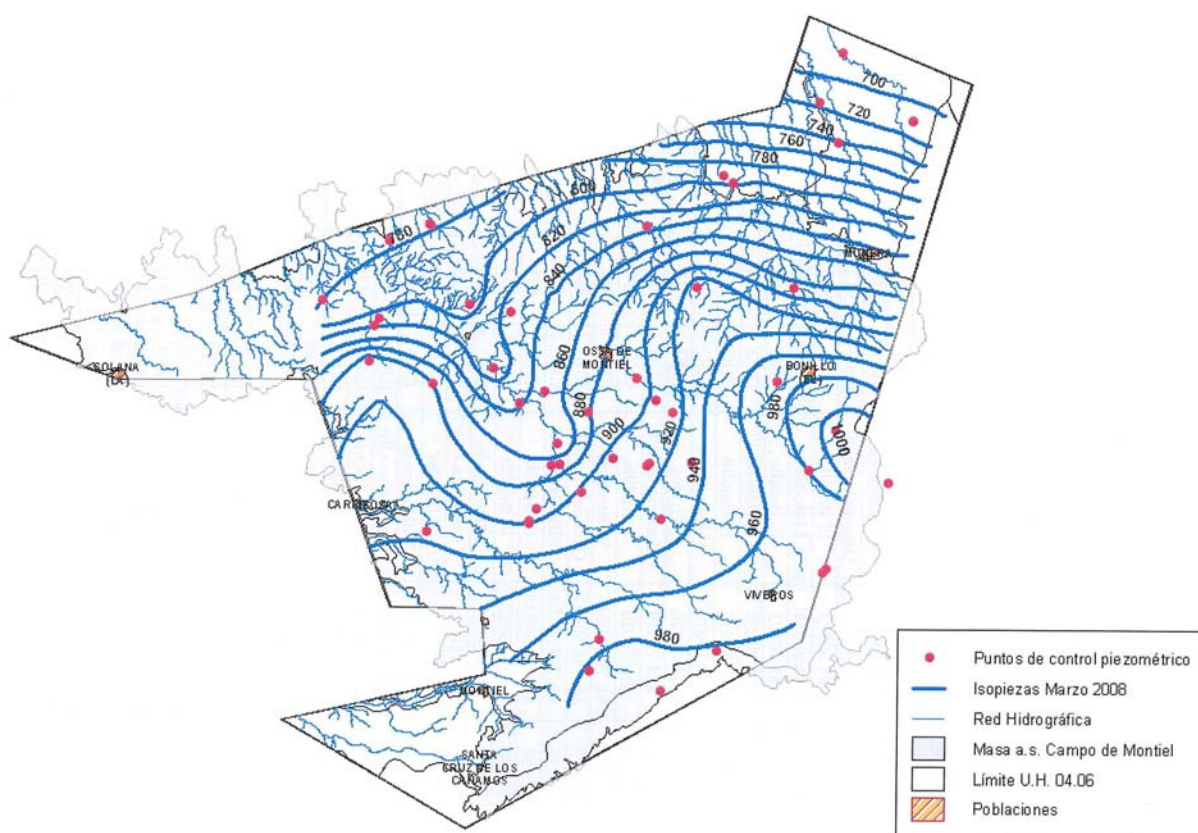 700
720
740
760
780
800
780
820
840
MUNERA
SOLANA
(LA)
OSSA DE
MONTIEL
860
BONILLO
(EL)
880
980
900
920
1000
940
CARRIZOSA
960
VIVEROS
980
MONTIEL
SANTA
CRUZ DE LOS
CAÑAMOS
Puntos de control piezométrico
Isopiezas Marzo 2008
Red Hidrográfica
Masa a.s. Campo de Montiel
Límite U.H. 04.06
Poblaciones